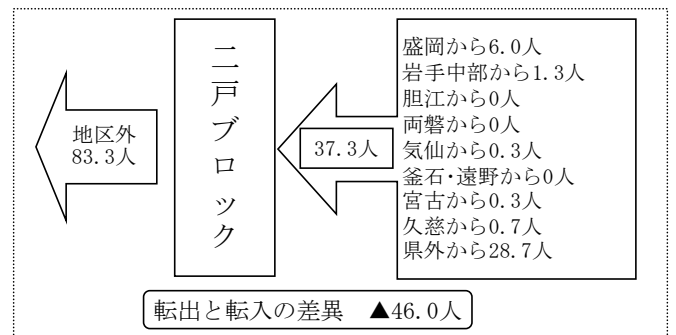 地区外
83.3人
二戸ブロック
37.3人
盛岡から6.0人
岩手中部から1.3人
胆江から0人
両磐から0人
気仙から0.3人
釜石・遠野から0人
宮古から0.3人
久慈から0.7人
県外から28.7人
転出と転入の差異　▲46.0人